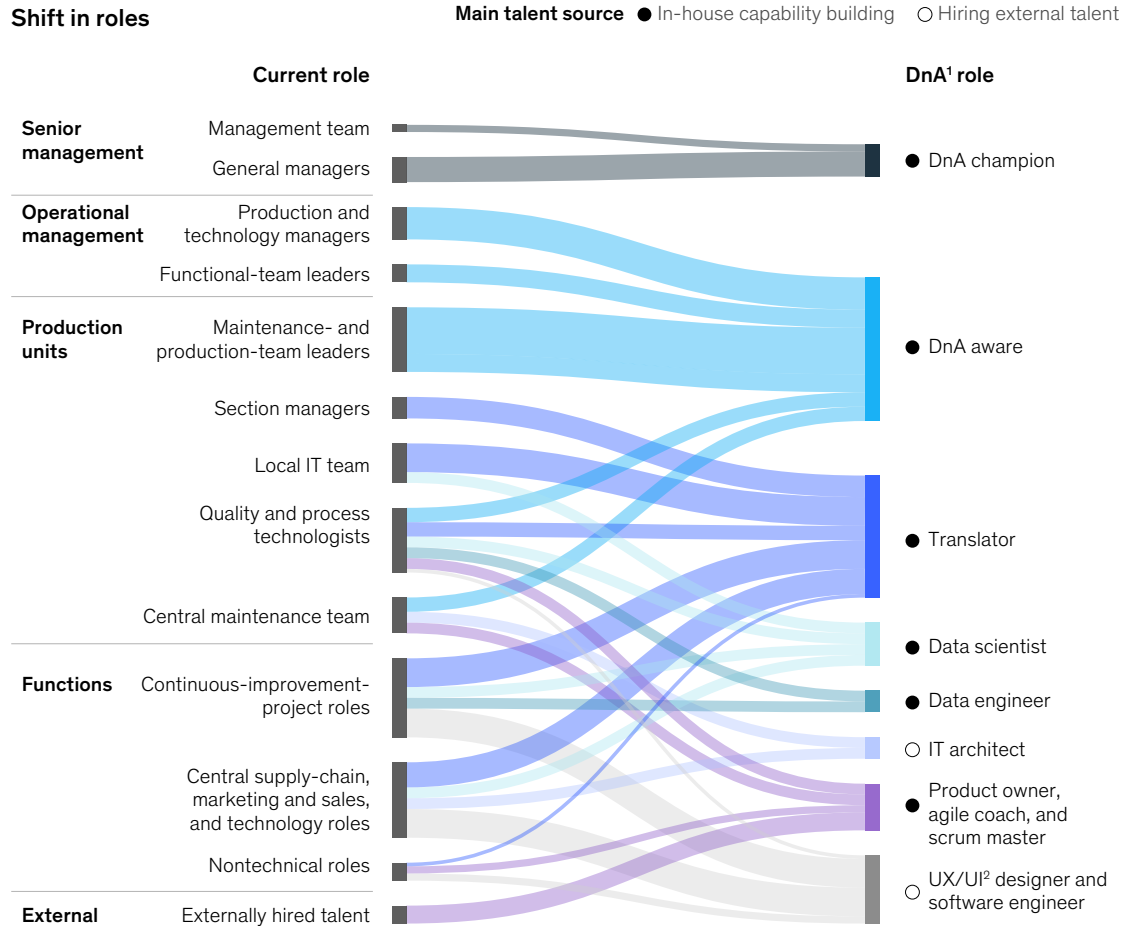 Shift in roles
Main talent source ● In-house capability building ○ Hiring external talent
Current role
DnA¹ role
Senior
management
Management team
General managers
Operational
management
Production and
technology managers
Functional-team leaders
Production
units
Maintenance- and
production-team leaders
Section managers
Local IT team
Quality and process
technologists
Central maintenance team
Functions
Continuous-improvement-
project roles
Central supply-chain,
marketing and sales,
and technology roles
Nontechnical roles
External
Externally hired talent
DnA champion
DnA aware
Translator
Data scientist
Data engineer
IT architect
Product owner,
agile coach, and
scrum master
UX/UI² designer and
software engineer